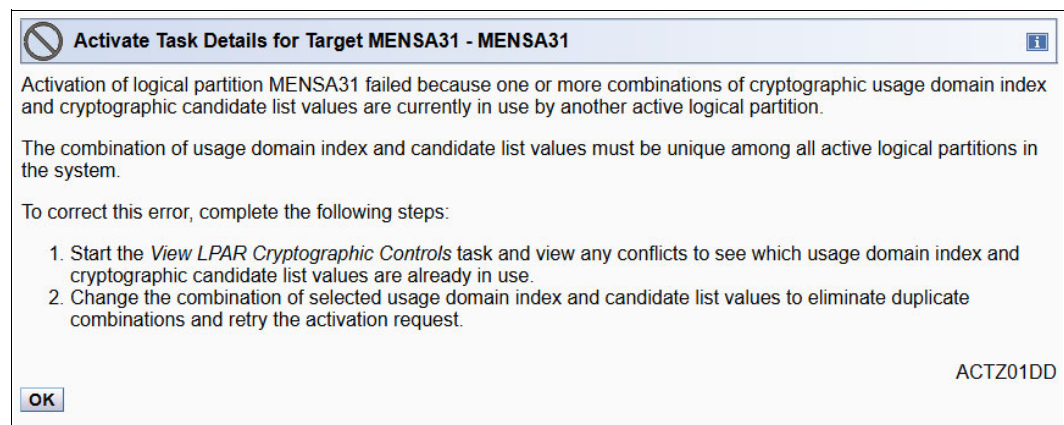 Activate Task Details for Target MENSA31 - MENSA31
i
Activation of logical partition MENSA31 failed because one or more combinations of cryptographic usage domain index
and cryptographic candidate list values are currently in use by another active logical partition.
The combination of usage domain index and candidate list values must be unique among all active logical partitions in
the system.
To correct this error, complete the following steps:
1. Start the View LPAR Cryptographic Controls task and view any conflicts to see which usage domain index and
cryptographic candidate list values are already in use.
2. Change the combination of selected usage domain index and candidate list values to eliminate duplicate
combinations and retry the activation request.
ACTZ01DD
OK